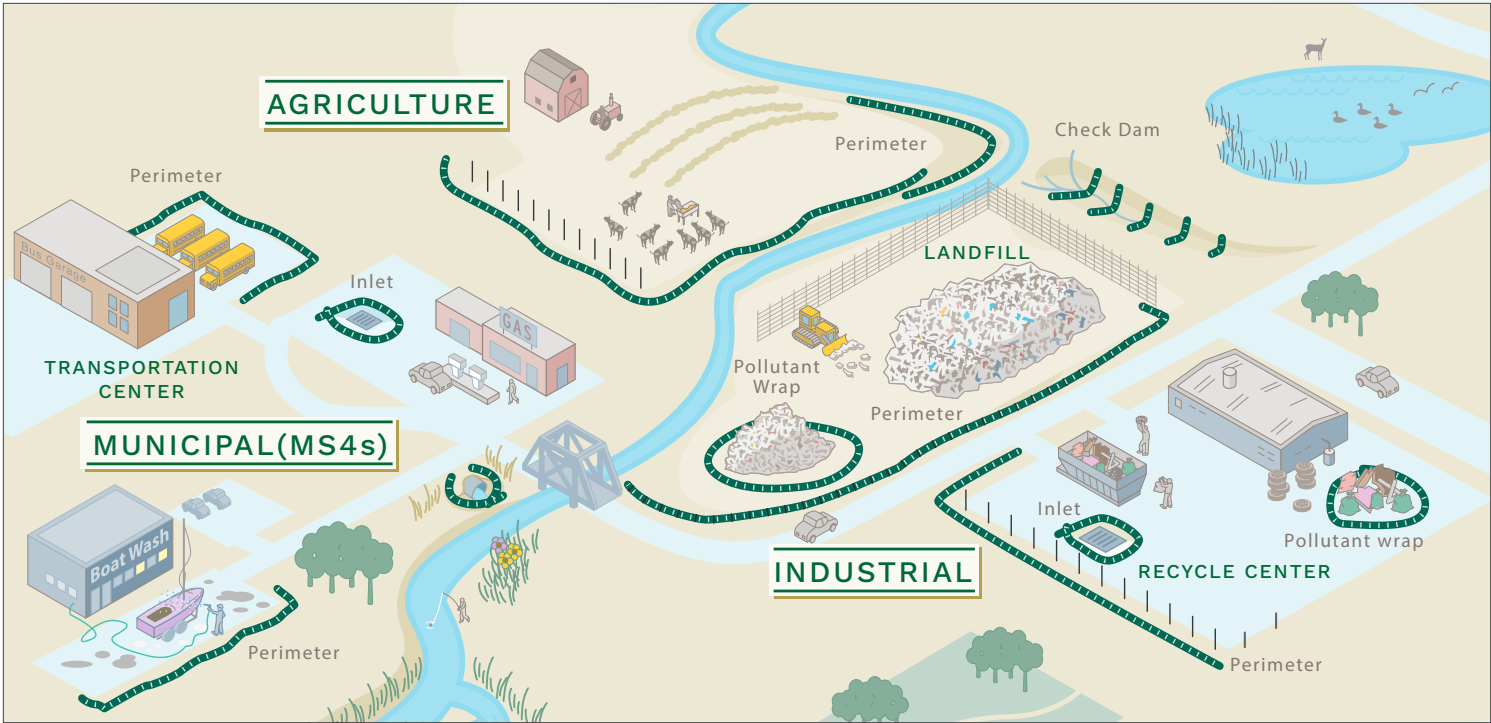 AGRICULTURE
Perimeter
Check Dam
Perimeter
Bus Garage
LANDFILL
Inlet
GAS
TRANSPORTATION
CENTER
Pollutant
Wrap
Perimeter
MUNICIPAL(MS4s)
Boat Wash
Inlet
Pollutant wrap
INDUSTRIAL
RECYCLE CENTER
Perimeter
Perimeter